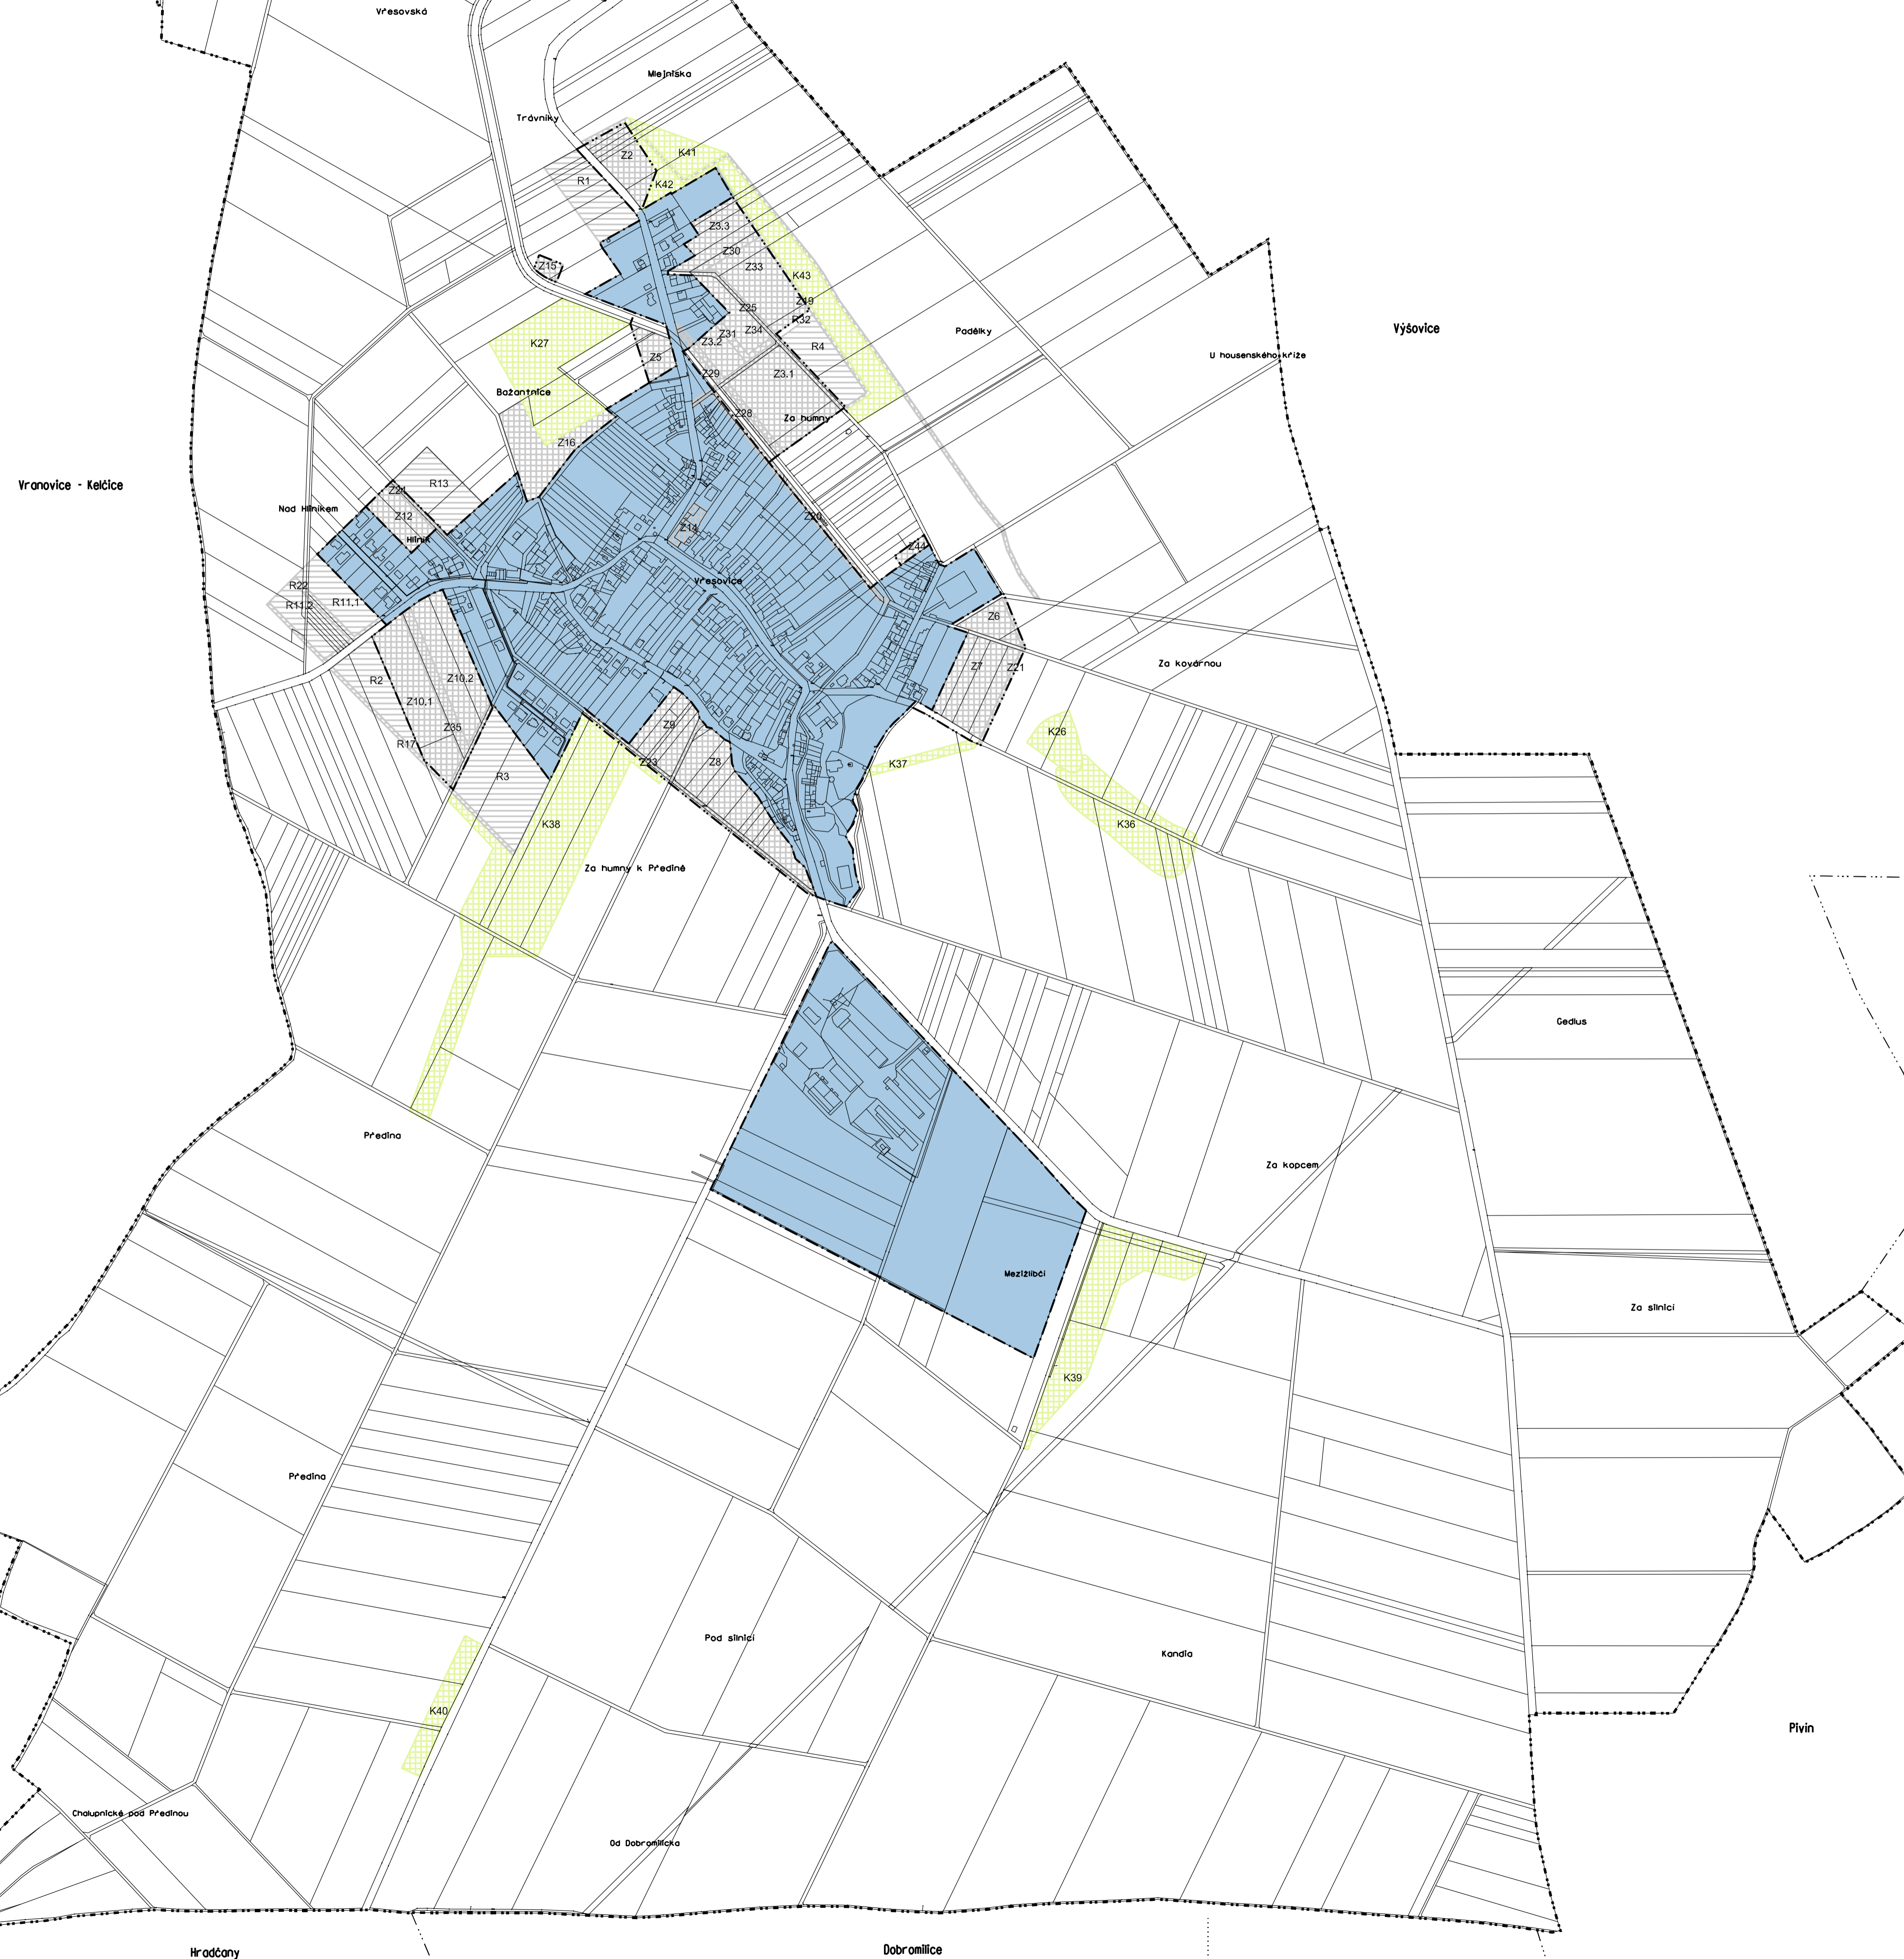 Vřesovská
Mlejniska
Trávníky
Z2
K41
R1
K42
Z3.3
Z30
Z15
Z33
K43
Z19
Z25
R32
Výšovice
Padělky
Z31
Z34
K27
Z3.2
R4
U housenského kříže
Z5
Z29
Z3.1
Bažantnice
Z28
Za humny
Z16
Vranovice - Kelčice
R13
Z24
Nad Hliníkem
Z12
Z20
Z14
Hliník
Z44
Vřesovice
R22
R11.2
R11.1
Z6
Za kovárnou
Z7
Z21
R2
Z10.2
Z10.1
Z9
Z35
K26
R17
Z23
Z8
K37
R3
K38
K36
Za humny k Předině
Gedlus
Předina
Za kopcem
Mezižlíbčí
Za silnicí
K39
Předina
Pod silnicí
Kandia
K40
Pivín
Chalupnické pod Předinou
Od Dobromilicka
Hradčany
Dobromilice